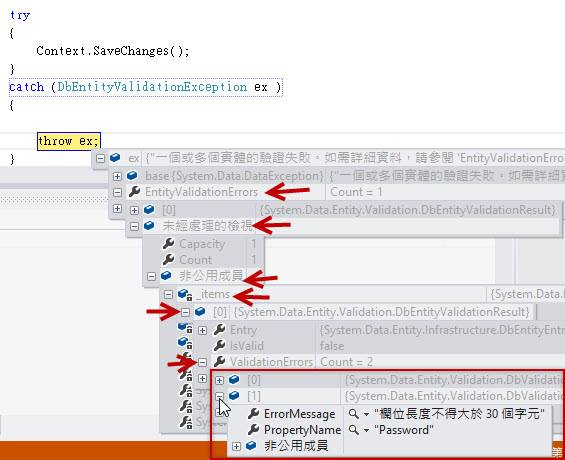 try
{
Context.SaveChanges();
}
catch (DbEntityValidationException ex )
{
throw ex;
}
ex {"一個或多個實體的驗證失敗。如需詳細資料，請參閱 'EntityValidationErro
base {System.Data.DataException} {"一個或多個實體的驗證失敗。如需詳
EntityValidationErrors Count = 1
[0] {System.Data.Entity.Validation.DbEntityValidationResult}
未經處理的檢視
Capacity 1
Count 1
非公用成員
_items {System.Data.
[0] {System.Data.Entity.Validation.DbEntityValidationResult}
Entry {System.Data.Entity.Infrastructure.DbEntityEntr
IsValid false
ValidationErrors Count = 2
[0] {System.Data.Entity.Validation.DbValidatio
[1] {System.Data.Entity.Validation.DbValidatio
ErrorMessage "欄位長度不得大於 30 個字元"
PropertyName "Password"
非公用成員
第